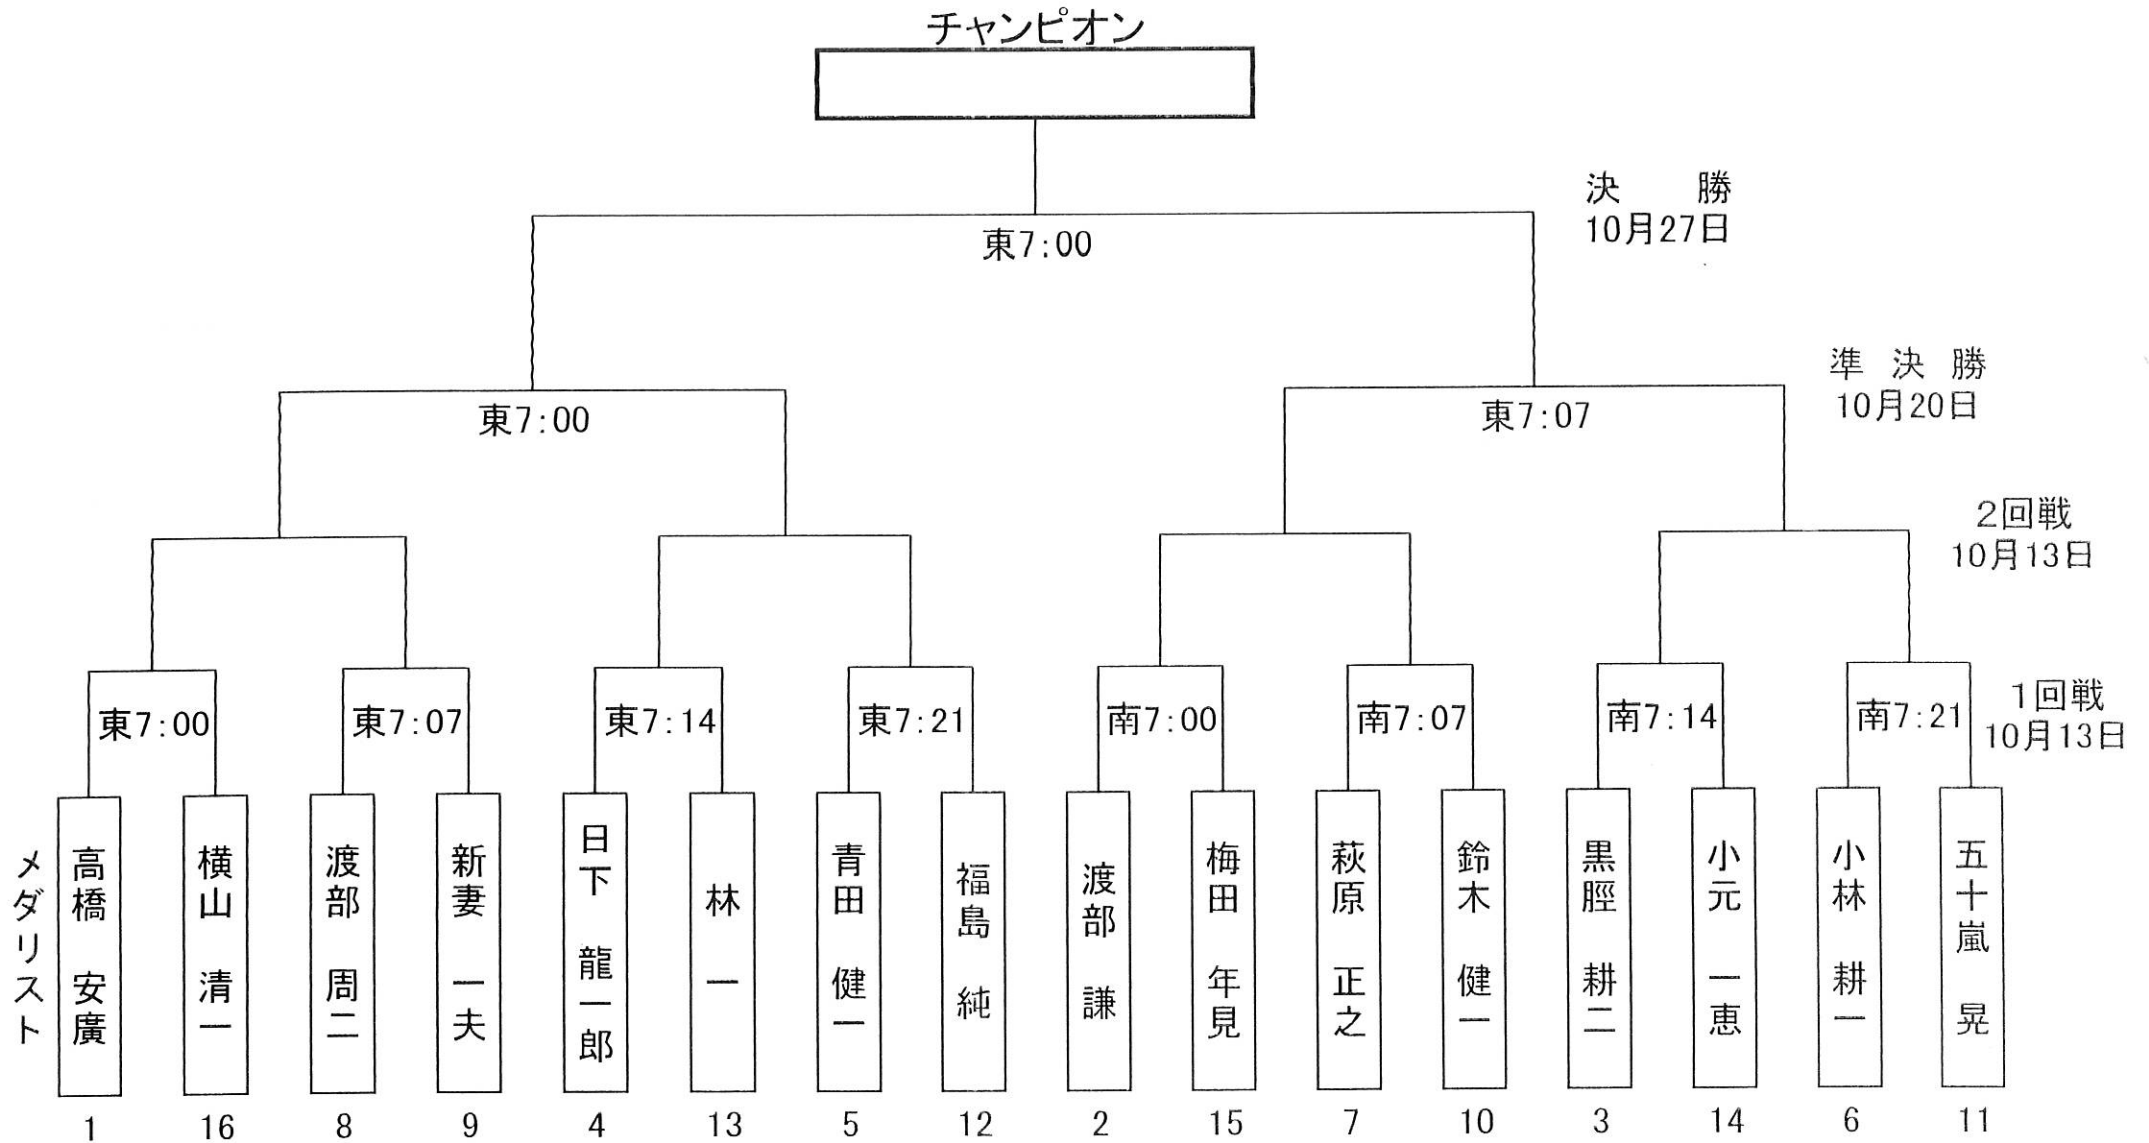 チャンピオン
決 勝
10月27日
東7:00
準 決 勝
10月20日
東7:00
東7:07
2回戦
10月13日
1回戦
10月13日
東7:00
東7:07
東7:14
東7:21
南7:00
南7:07
南7:14
南7:21
メダリスト
高橋 安廣
横山 清一
渡部 周二
新妻 一夫
日下 龍一郎
林 一
青田 健一
福島 純
渡部 謙
梅田 年見
萩原 正之
鈴木 健一
黒脛 耕二
小元 一恵
小林 耕一
五十嵐 晃
1 16 8 9 4 13 5 12 2 15 7 10 3 14 6 11